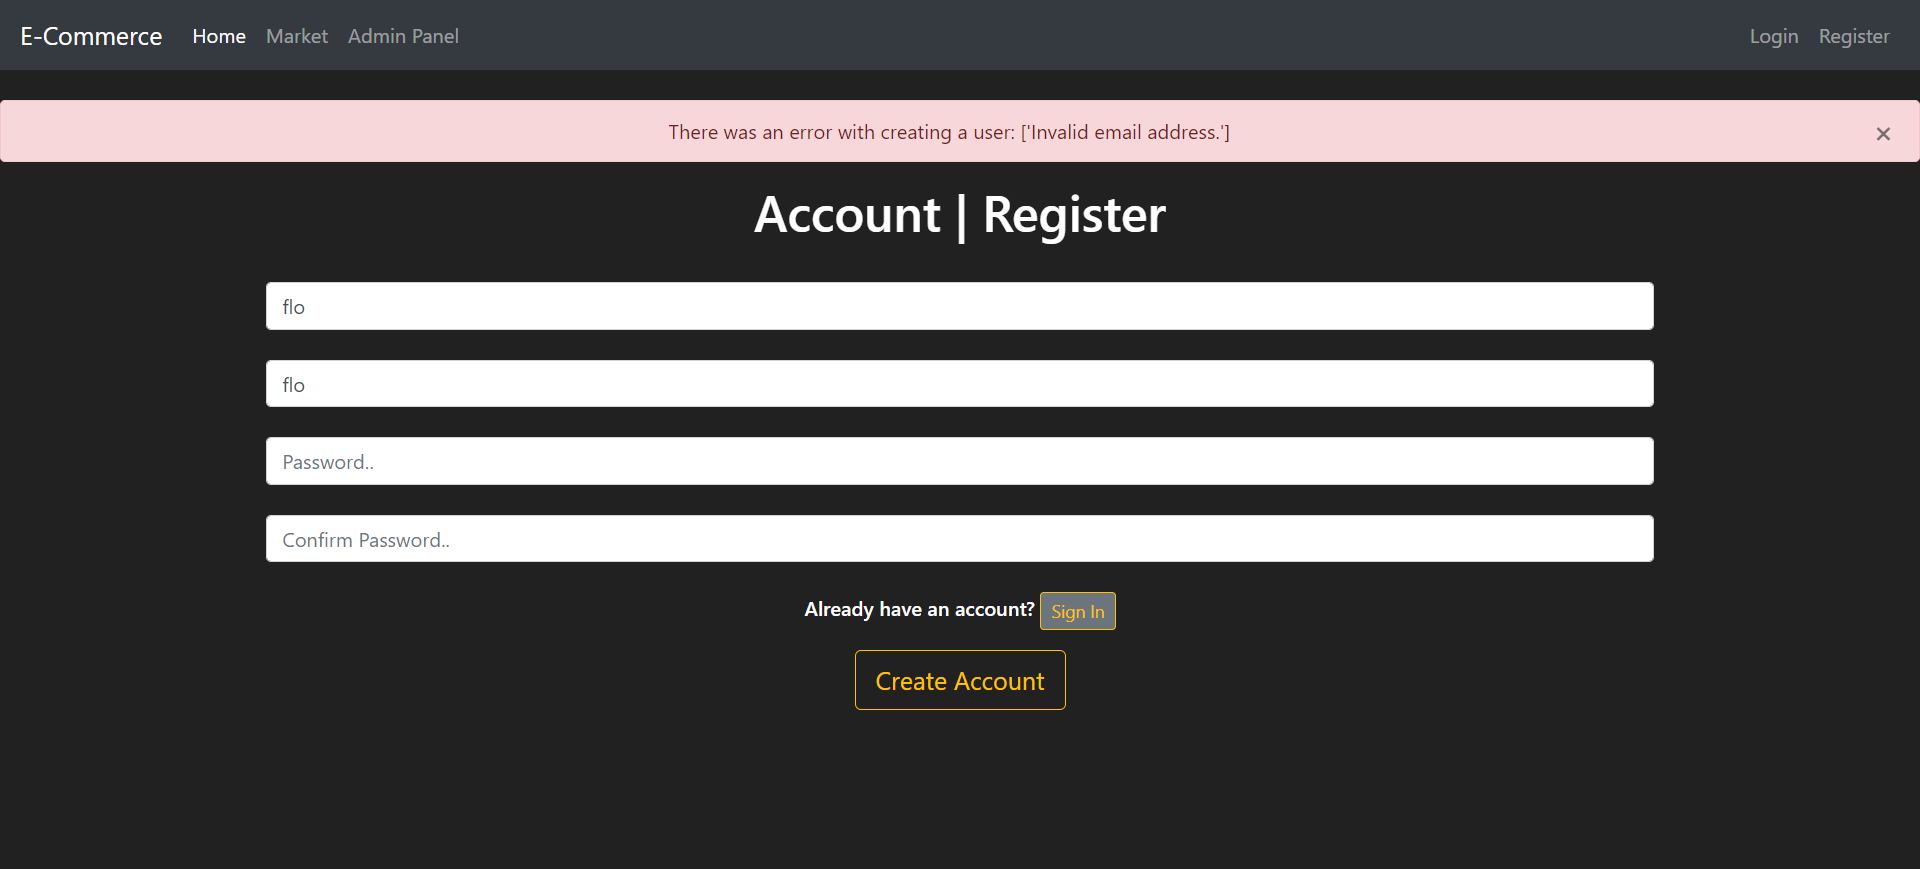 E-Commerce Home Market Admin Panel Login Register
There was an error with creating a user: ['Invalid email address.'] ×
Account | Register
flo
flo
Password..
Confirm Password..
Already have an account? Sign In
Create Account